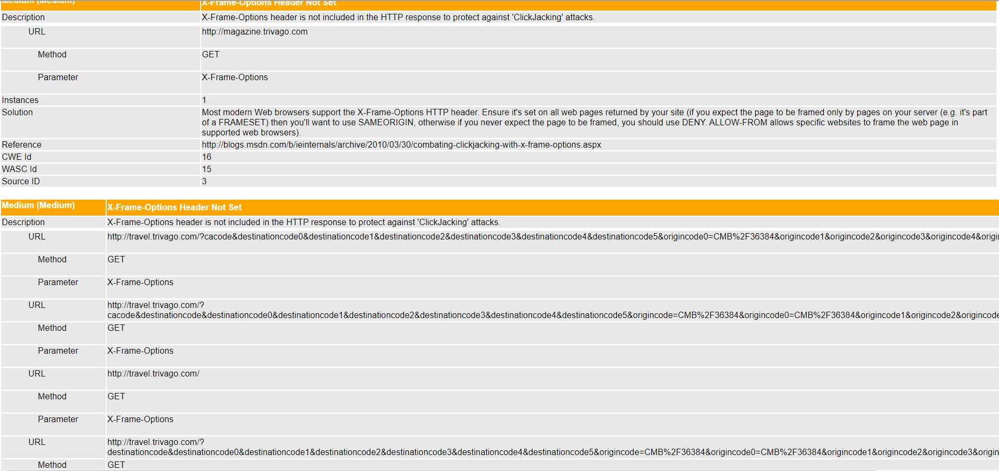 Medium (Medium) X-Frame-Options Header Not Set
Description X-Frame-Options header is not included in the HTTP response to protect against 'ClickJacking' attacks.
URL http://magazine.trivago.com
Method GET
Parameter X-Frame-Options
Instances 1
Solution Most modern Web browsers support the X-Frame-Options HTTP header. Ensure it's set on all web pages returned by your site (if you expect the page to be framed only by pages on your server (e.g. it's part
of a FRAMESET) then you'll want to use SAMEORIGIN, otherwise if you never expect the page to be framed, you should use DENY. ALLOW-FROM allows specific websites to frame the web page in
supported web browsers).
Reference http://blogs.msdn.com/b/ieinternals/archive/2010/03/30/combating-clickjacking-with-x-frame-options.aspx
CWE Id 16
WASC Id 15
Source ID 3
Medium (Medium) X-Frame-Options Header Not Set
Description X-Frame-Options header is not included in the HTTP response to protect against 'ClickJacking' attacks.
URL http://travel.trivago.com/?cacode&destinationcode0&destinationcode1&destinationcode2&destinationcode3&destinationcode4&destinationcode5&origincode0=CMB%2F36384&origincode1&origincode2&origincode3&origincode4&origi
Method GET
Parameter X-Frame-Options
URL http://travel.trivago.com/?
cacode&destinationcode&destinationcode0&destinationcode1&destinationcode2&destinationcode3&destinationcode4&destinationcode5&origincode=CMB%2F36384&origincode0=CMB%2F36384&origincode1&origincode2&origincode
Method GET
Parameter X-Frame-Options
URL http://travel.trivago.com/
Method GET
Parameter X-Frame-Options
URL http://travel.trivago.com/?
destinationcode&destinationcode0&destinationcode1&destinationcode2&destinationcode3&destinationcode4&destinationcode5&origincode=CMB%2F36384&origincode0=CMB%2F36384&origincode1&origincode2&origincode3&origin
Method GET